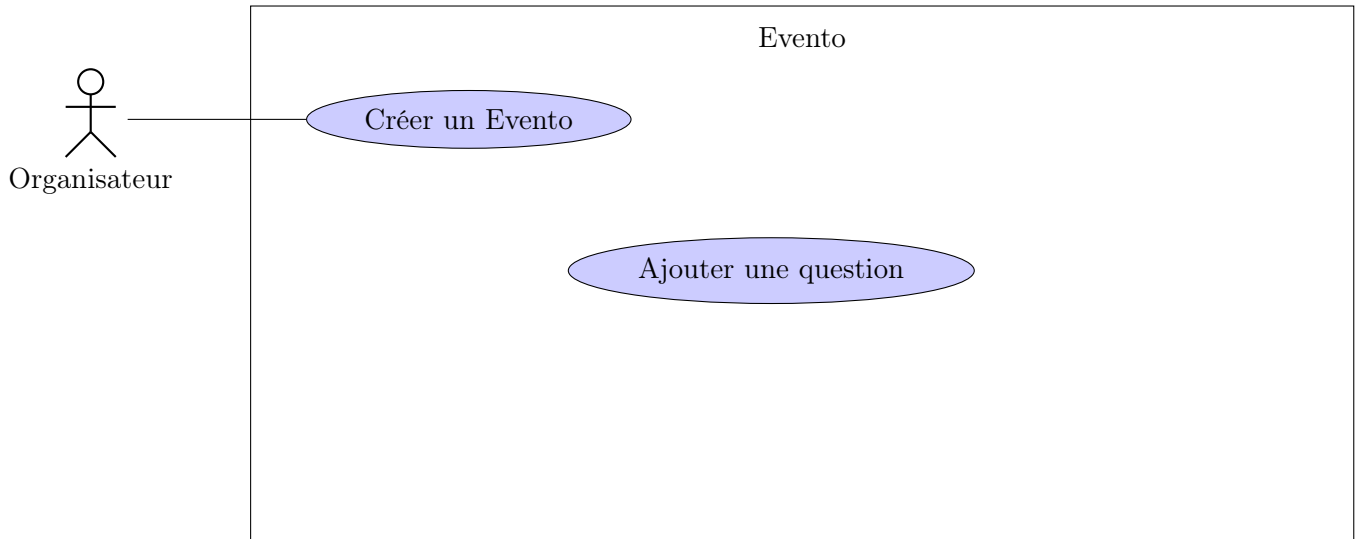 Evento
Créer un Evento
Organisateur
Ajouter une question